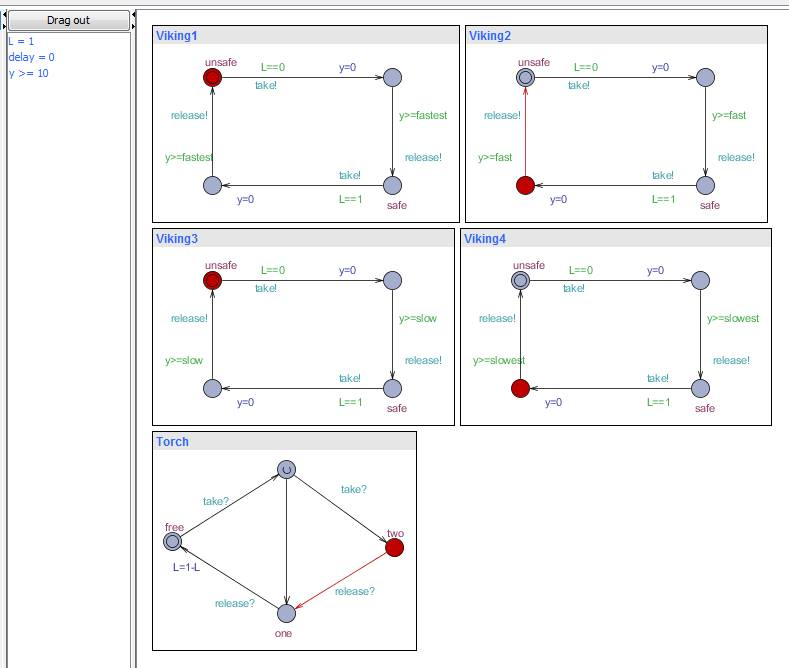 Drag out
L = 1
delay = 0
y >= 10
Viking1
unsafe
L==0
y=0
take!
release!
y>=fastest
y>=fastest
release!
take!
y=0
L==1
safe
Viking2
unsafe
L==0
y=0
take!
release!
y>=fast
y>=fast
release!
take!
y=0
L==1
safe
Viking3
unsafe
L==0
y=0
take!
release!
y>=slow
y>=slow
release!
take!
y=0
L==1
safe
Viking4
unsafe
L==0
y=0
take!
release!
y>=slowest
y>=slowest
release!
take!
y=0
L==1
safe
Torch
U
take?
take?
free
two
L=1-L
release?
release?
one